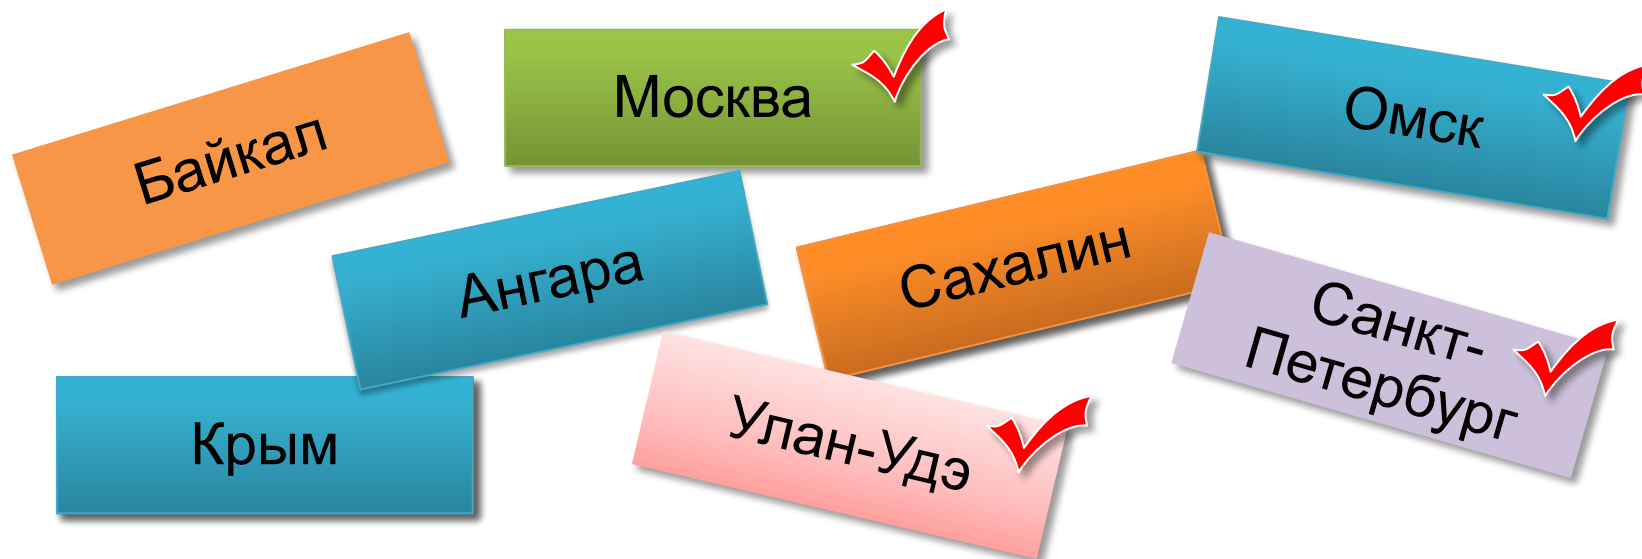 Байкал
Москва
Омск
Ангара
Сахалин
Санкт-
Петербург
Крым
Улан-Удэ